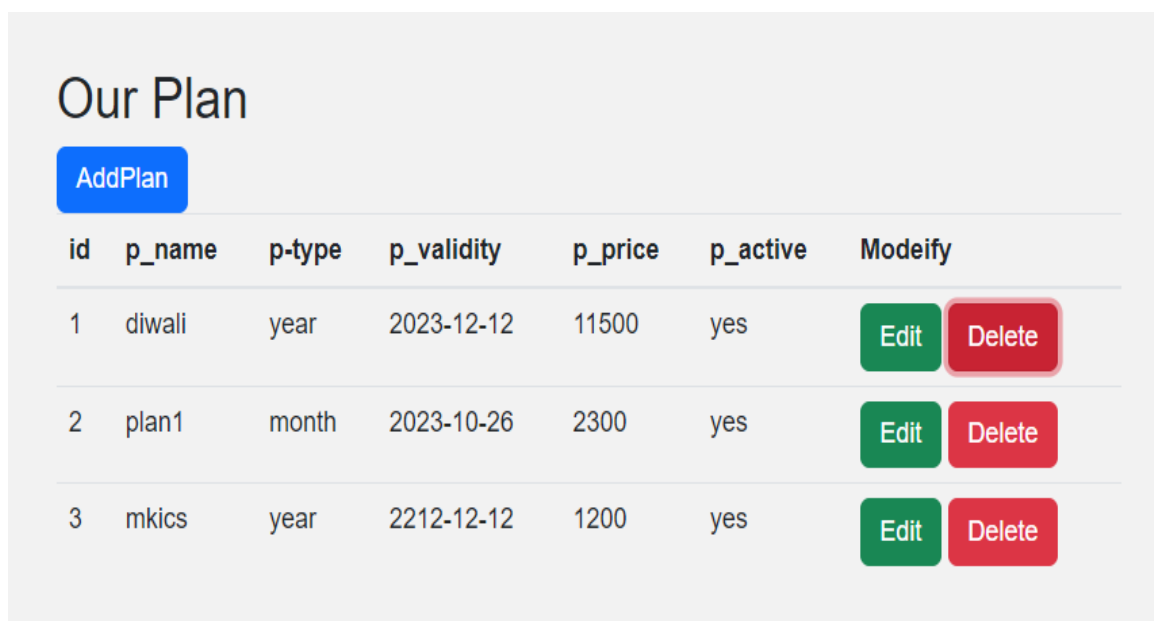 Our Plan
AddPlan
id p_name p-type p_validity p_price p_active Modeify
1 diwali year 2023-12-12 11500 yes Edit Delete
2 plan1 month 2023-10-26 2300 yes Edit Delete
3 mkics year 2212-12-12 1200 yes Edit Delete